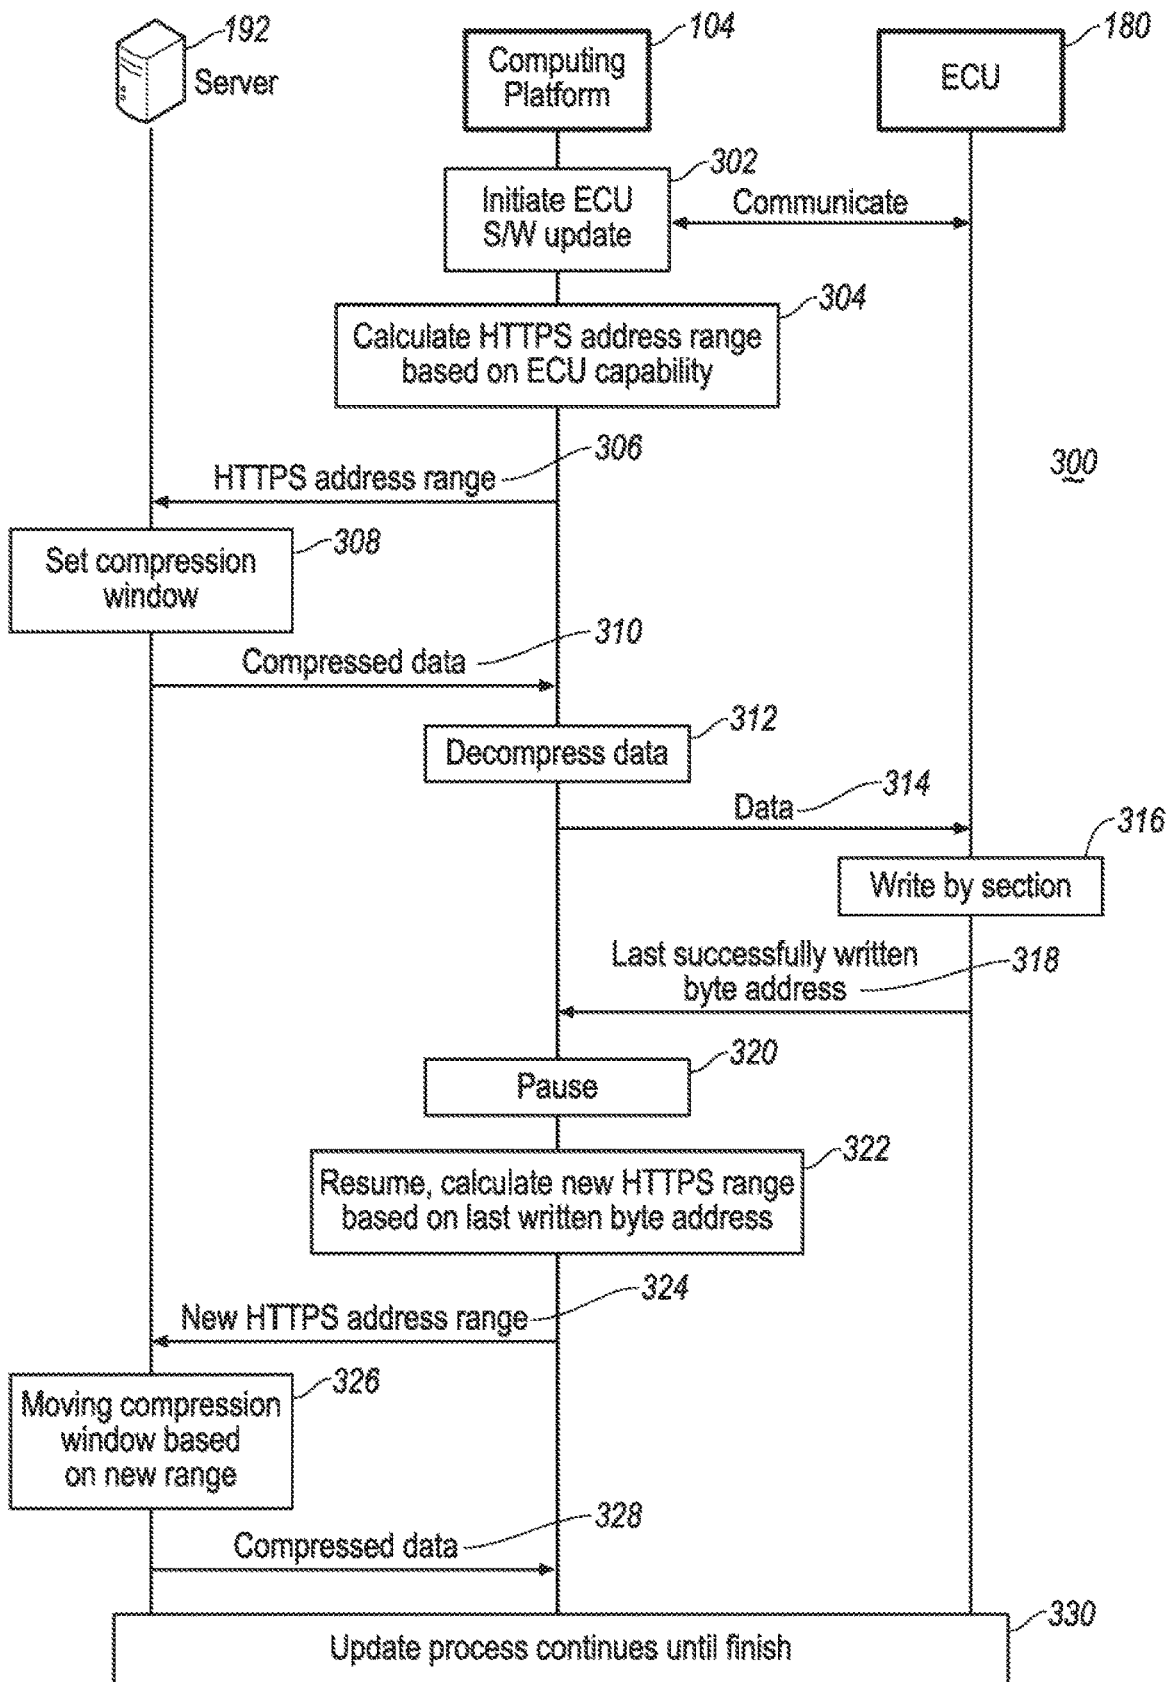 192
Server
Computing
Platform
104
ECU
180
302
Initiate ECU
S/W update
Communicate
304
Calculate HTTPS address range
based on ECU capability
306
HTTPS address range
300
308
Set compression
window
310
Compressed data
312
Decompress data
314
Data
316
Write by section
Last successfully written
byte address
318
320
Pause
322
Resume, calculate new HTTPS range
based on last written byte address
324
New HTTPS address range
326
Moving compression
window based
on new range
328
Compressed data
330
Update process continues until finish